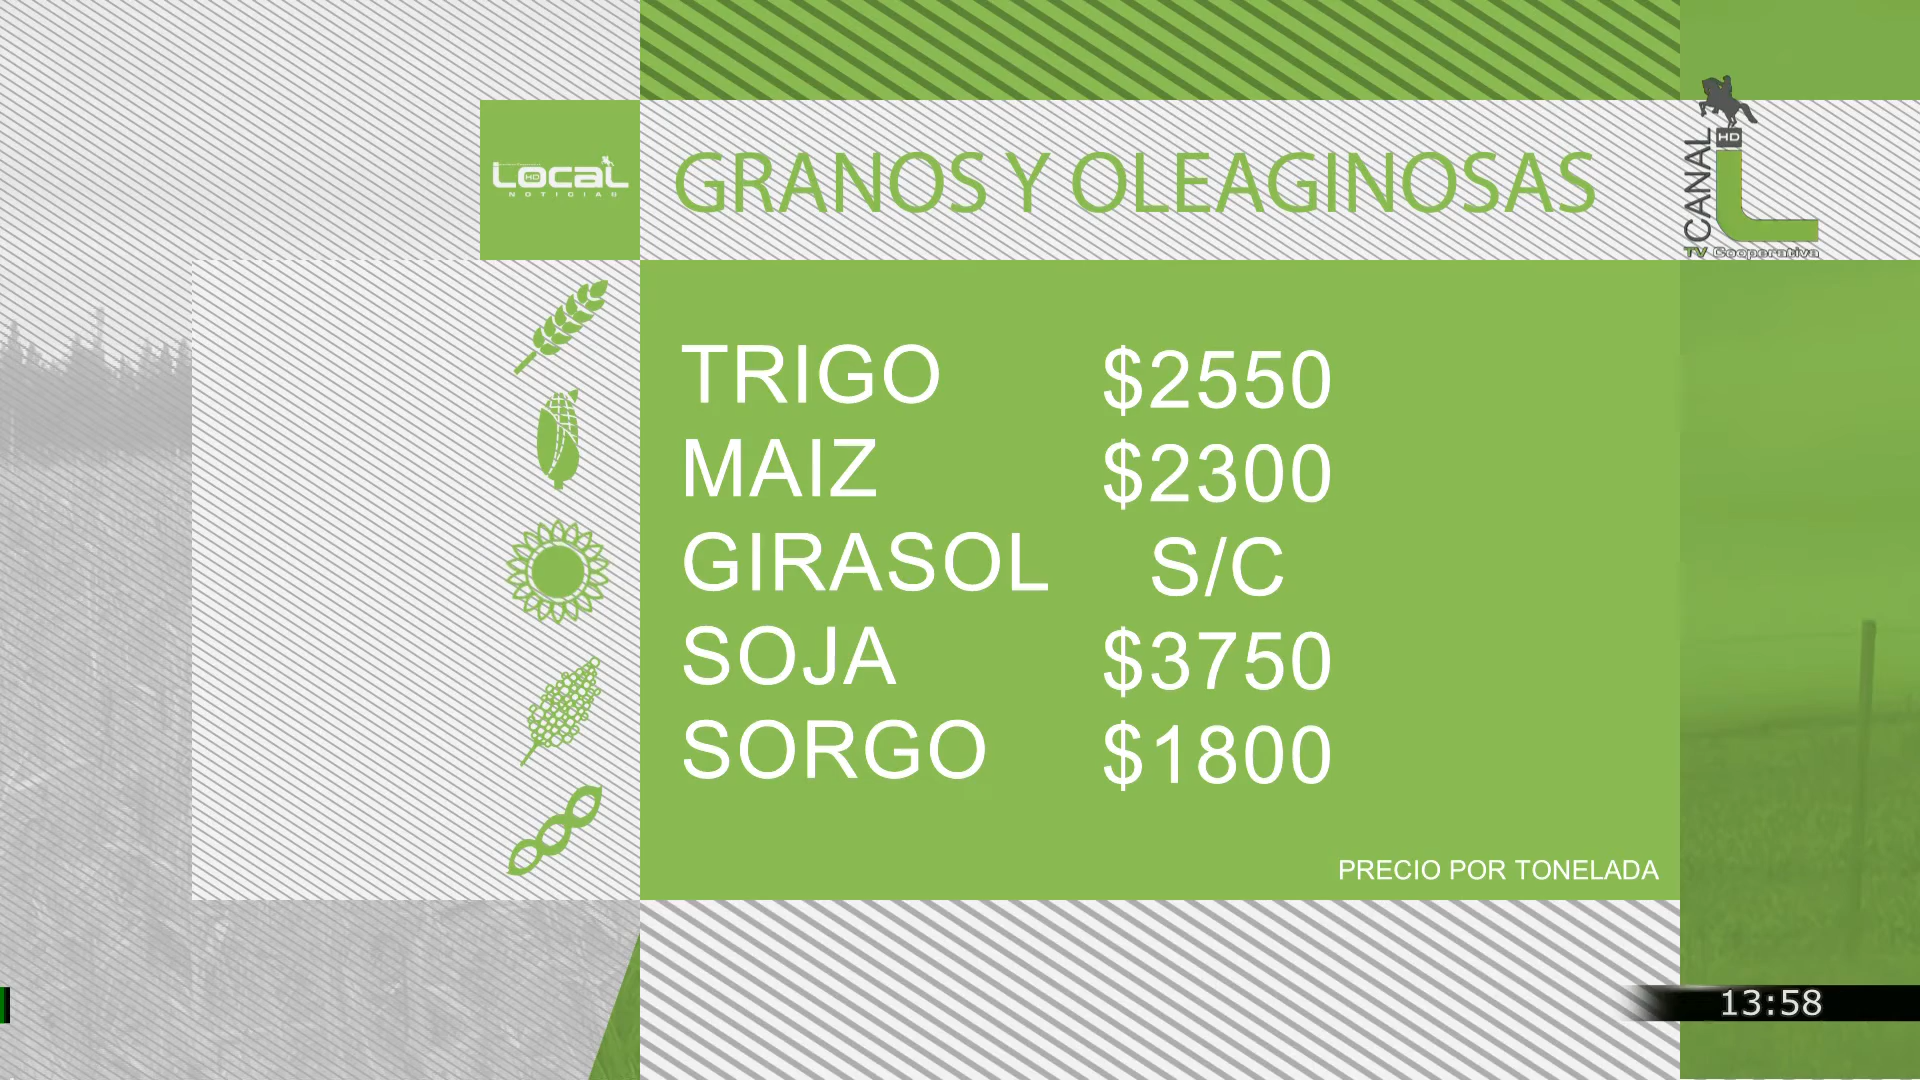 Local
HD
NOTICIAS
GRANOS Y OLEAGINOSAS
CANAL
HD
L
TV Cooperativa
TRIGO $2550
MAIZ $2300
GIRASOL S/C
SOJA $3750
SORGO $1800
PRECIO POR TONELADA
13:58